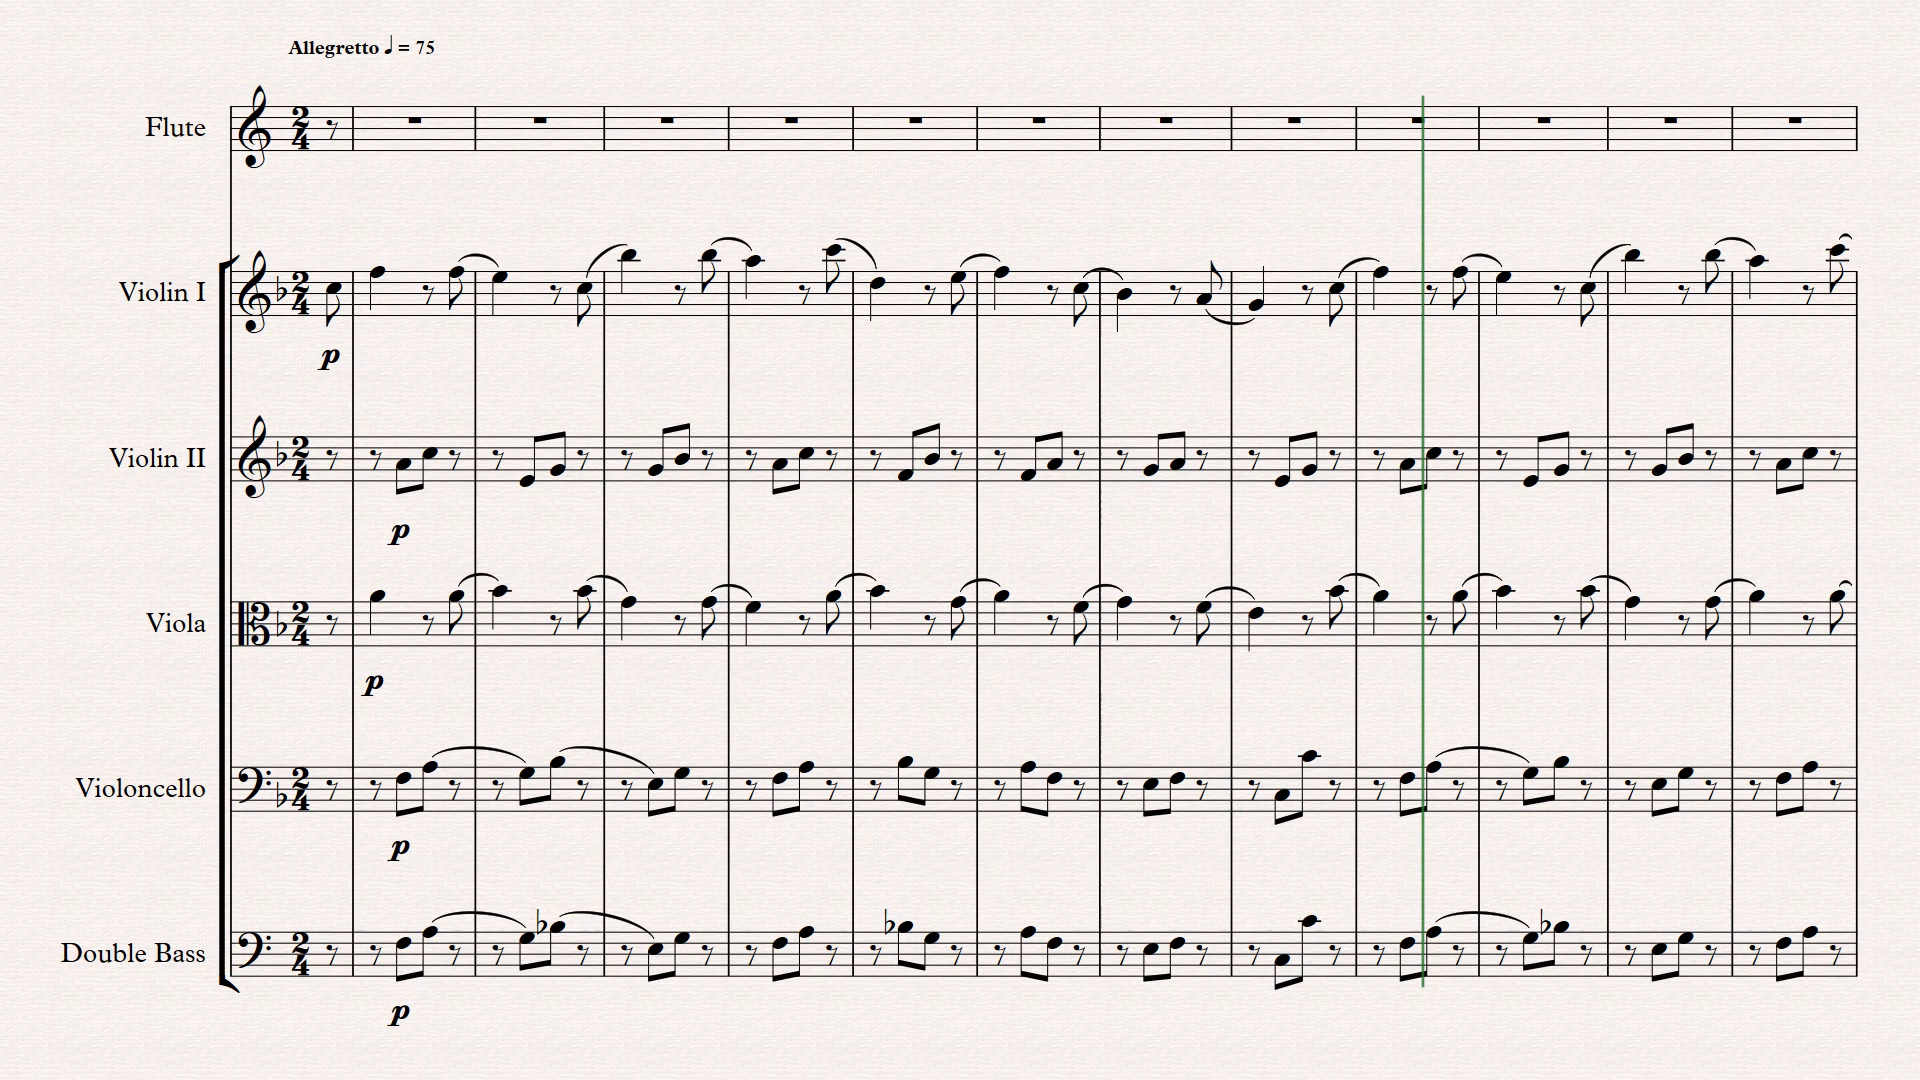 Allegretto ♩ = 75
Flute
Violin I
p
Violin II
p
Viola
p
Violoncello
p
Double Bass
p